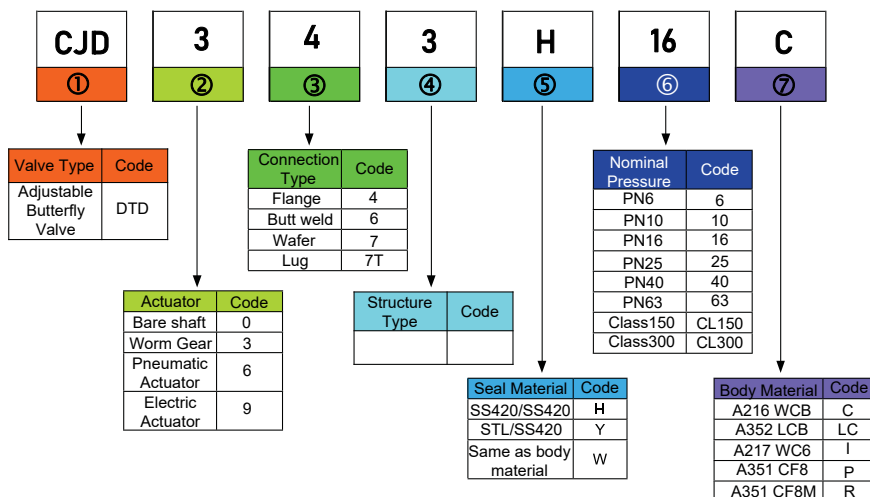 CJD 3 4 3 H 16 C
① ② ③ ④ ⑤ ⑥ ⑦
Valve Type Code
Adjustable
Butterfly
Valve
DTD
Actuator Code
Bare shaft 0
Worm Gear 3
Pneumatic
Actuator
6
Electric
Actuator
9
Connection
Type
Code
Flange 4
Butt weld 6
Wafer 7
Lug 7T
Structure
Type
Code
Seal Material Code
SS420/SS420 H
STL/SS420 Y
Same as body
material
W
Nominal
Pressure
Code
PN6 6
PN10 10
PN16 16
PN25 25
PN40 40
PN63 63
Class150 CL150
Class300 CL300
Body Material Code
A216 WCB C
A352 LCB LC
A217 WC6 I
A351 CF8 P
A351 CF8M R